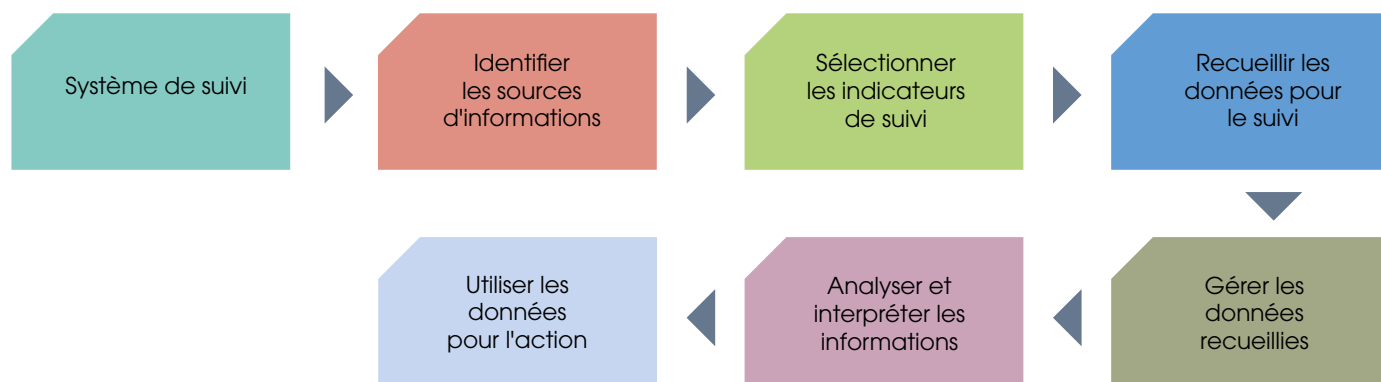 Système de suivi
Identifier
les sources
d'informations
Sélectionner
les indicateurs
de suivi
Recueillir les
données pour
le suivi
Gérer les
données
recueillies
Analyser et
interpréter les
informations
Utiliser les
données
pour l'action